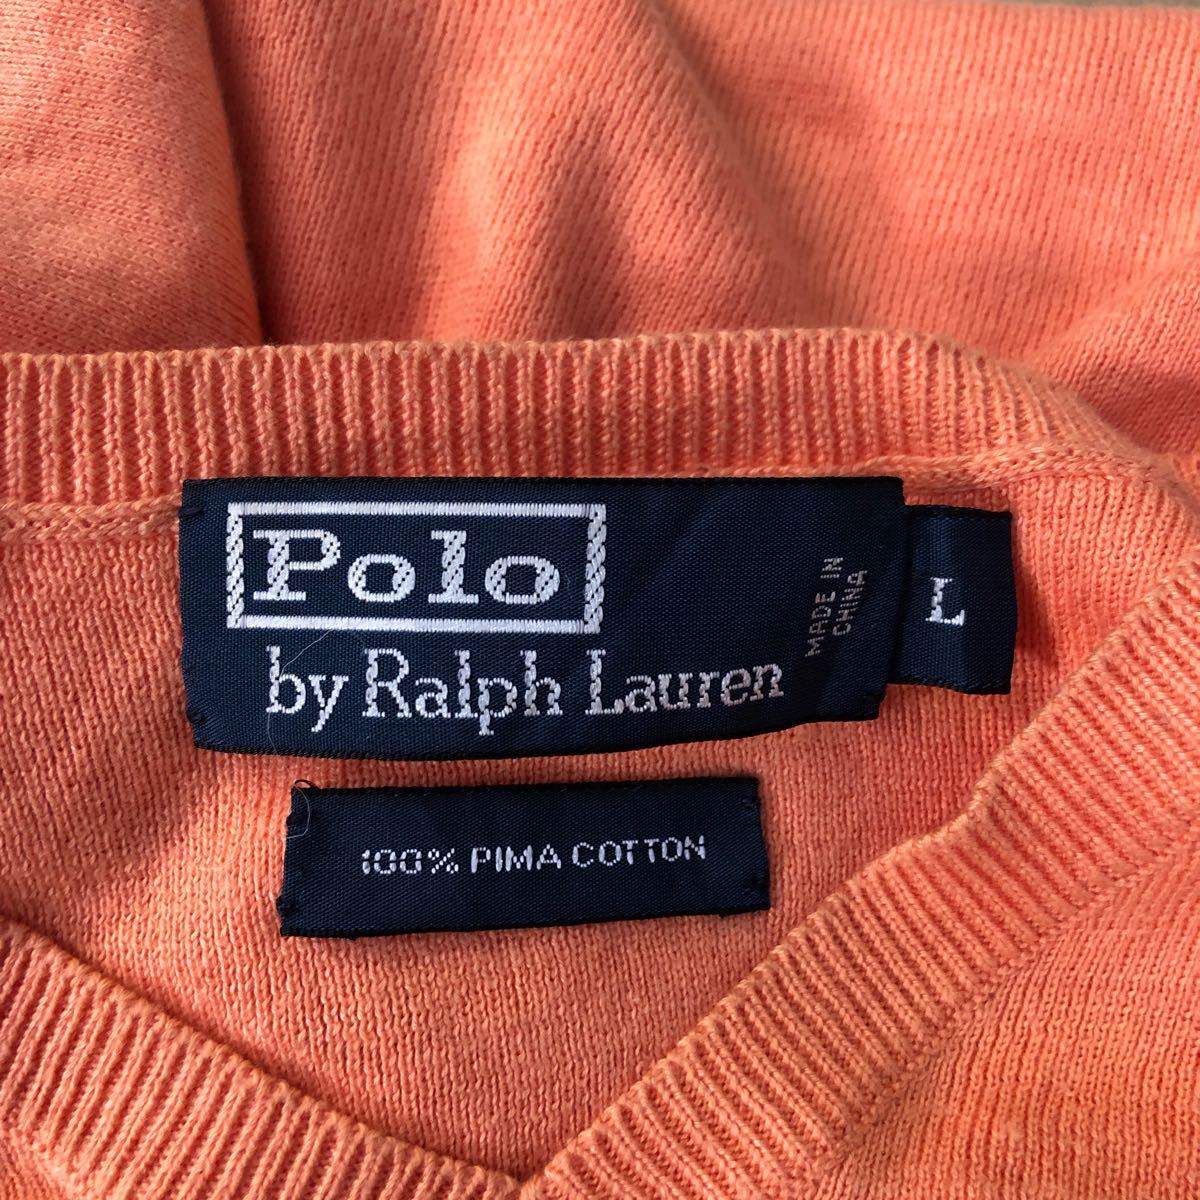 Polo
by Ralph Lauren
MADE IN
CHINA
L
100% PIMA COTTON